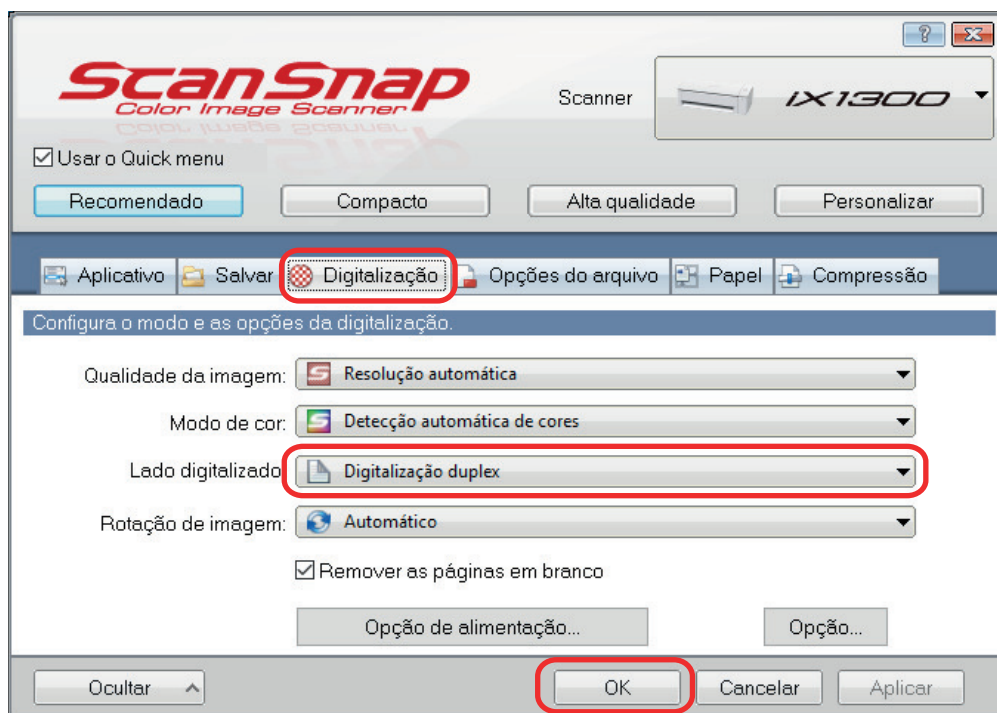 ScanSnap
Color Image Scanner
Scanner
iX1300
Usar o Quick menu
Recomendado Compacto Alta qualidade Personalizar
Aplicativo Salvar Digitalização Opções do arquivo Papel Compressão
Configura o modo e as opções da digitalização.
Qualidade da imagem: Resolução automática
Modo de cor: Detecção automática de cores
Lado digitalizado Digitalização duplex
Rotação de imagem: Automático
Remover as páginas em branco
Opção de alimentação... Opção...
Ocultar OK Cancelar Aplicar